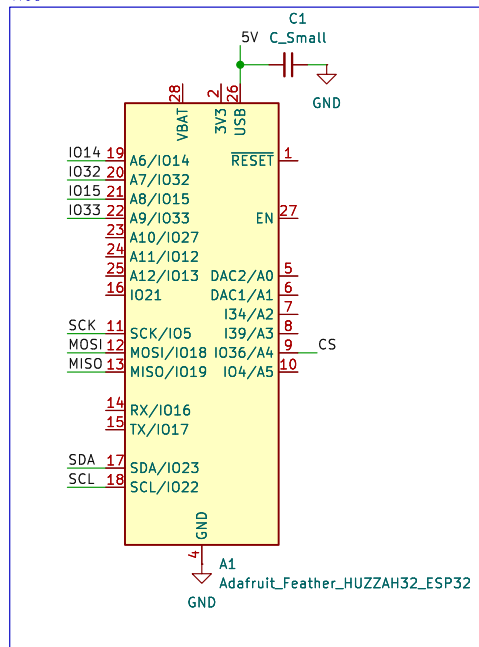 C1
5V
C_Small
GND
28
2
26
VBAT
3V3
USB
IO14 19 A6/IO14 RESET 1
IO32 20 A7/IO32
IO15 21 A8/IO15
IO33 22 A9/IO33 EN 27
23 A10/IO27
24 A11/IO12
25 A12/IO13 DAC2/A0 5
16 IO21 DAC1/A1 6
I34/A2 7
SCK 11 SCK/IO5 I39/A3 8
MOSI 12 MOSI/IO18 IO36/A4 9 CS
MISO 13 MISO/IO19 IO4/A5 10
14 RX/IO16
15 TX/IO17
SDA 17 SDA/IO23
SCL 18 SCL/IO22
GND
4
A1
Adafruit_Feather_HUZZAH32_ESP32
GND